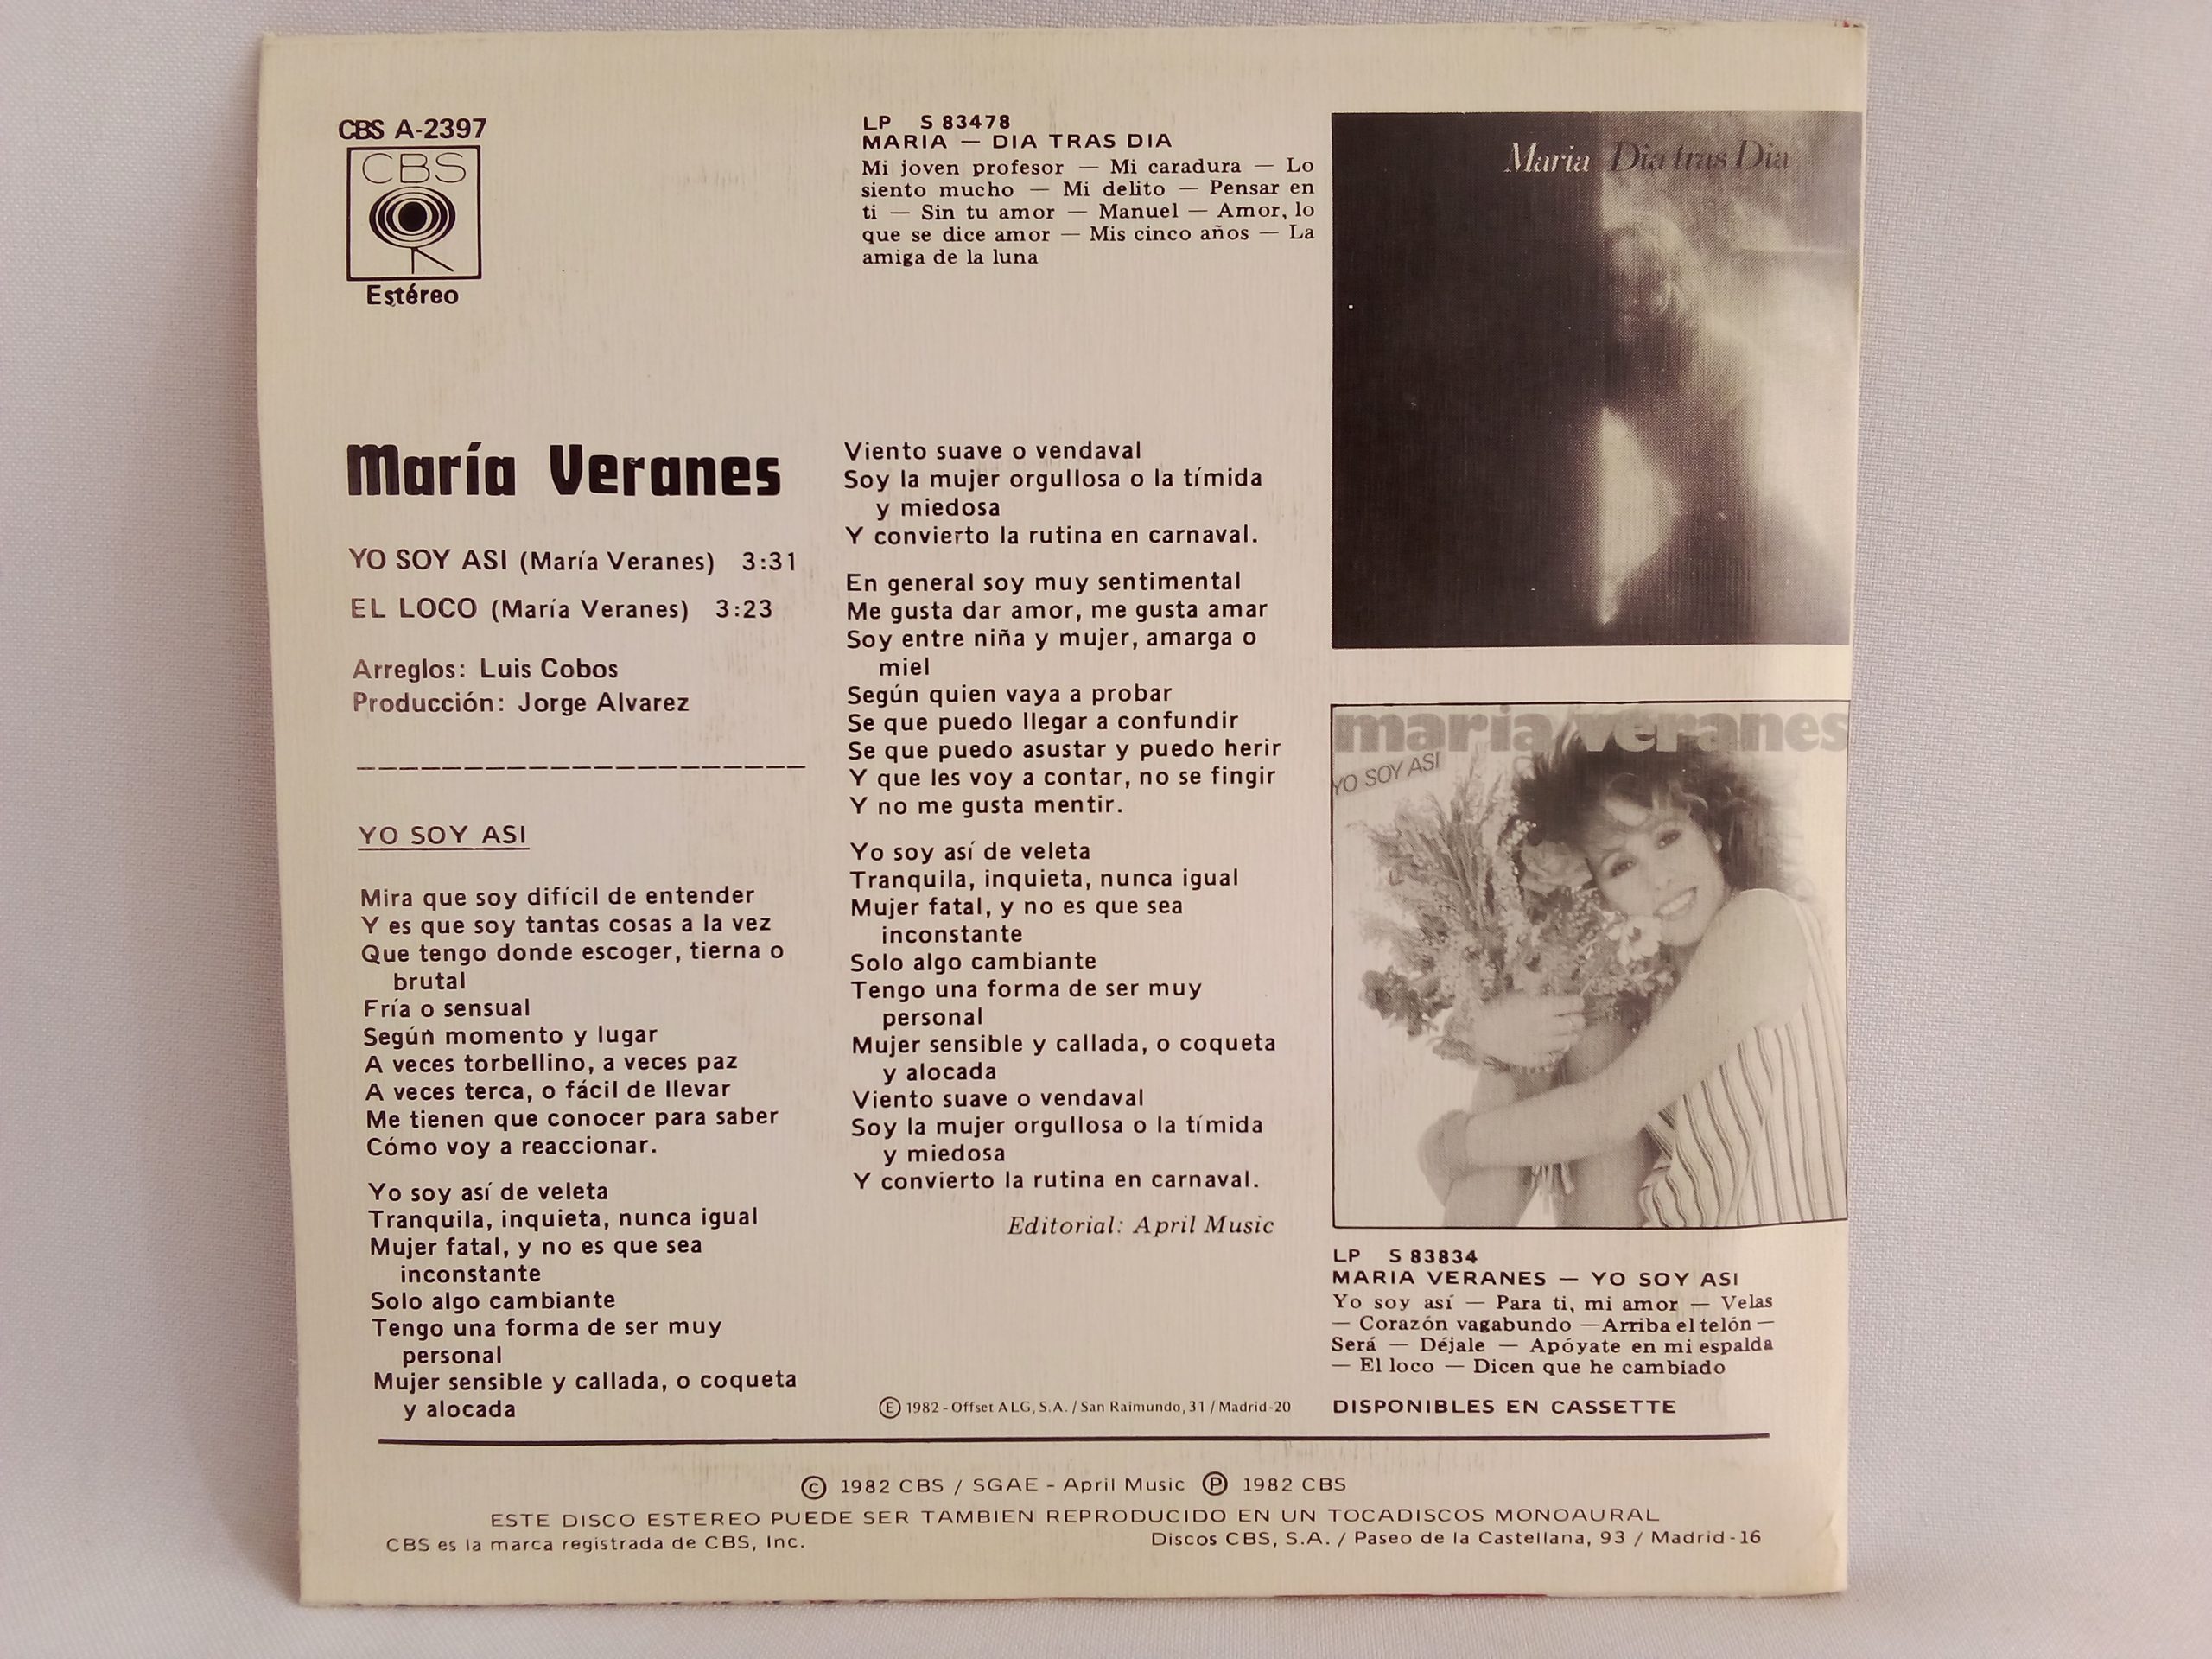 CBS A-2397
CBS
Estéreo
María Veranes
YO SOY ASI (María Veranes) 3:31
EL LOCO (María Veranes) 3:23
Arreglos: Luis Cobos
Producción: Jorge Alvarez
YO SOY ASI
Mira que soy difícil de entender
Y es que soy tantas cosas a la vez
Que tengo donde escoger, tierna o
brutal
Fría o sensual
Según momento y lugar
A veces torbellino, a veces paz
A veces terca, o fácil de llevar
Me tienen que conocer para saber
Cómo voy a reaccionar.
Yo soy así de veleta
Tranquila, inquieta, nunca igual
Mujer fatal, y no es que sea
inconstante
Solo algo cambiante
Tengo una forma de ser muy
personal
Mujer sensible y callada, o coqueta
y alocada
LP S 83478
MARIA — DIA TRAS DIA
Mi joven profesor — Mi caradura — Lo
siento mucho — Mi delito — Pensar en
ti — Sin tu amor — Manuel — Amor, lo
que se dice amor — Mis cinco años — La
amiga de la luna
Viento suave o vendaval
Soy la mujer orgullosa o la tímida
y miedosa
Y convierto la rutina en carnaval.
En general soy muy sentimental
Me gusta dar amor, me gusta amar
Soy entre niña y mujer, amarga o
miel
Según quien vaya a probar
Se que puedo llegar a confundir
Se que puedo asustar y puedo herir
Y que les voy a contar, no se fingir
Y no me gusta mentir.
Yo soy así de veleta
Tranquila, inquieta, nunca igual
Mujer fatal, y no es que sea
inconstante
Solo algo cambiante
Tengo una forma de ser muy
personal
Mujer sensible y callada, o coqueta
y alocada
Viento suave o vendaval
Soy la mujer orgullosa o la tímida
y miedosa
Y convierto la rutina en carnaval.
Editorial: April Music
Ⓔ 1982 - Offset ALG, S.A. / San Raimundo, 31 / Madrid-20
Maria Dia tras Dia
maria veranes
YO SOY ASI
LP S 83834
MARIA VERANES — YO SOY ASI
Yo soy así — Para ti, mi amor — Velas
— Corazón vagabundo —Arriba el telón—
Será — Déjale — Apóyate en mi espalda
— El loco — Dicen que he cambiado
DISPONIBLES EN CASSETTE
© 1982 CBS / SGAE - April Music Ⓟ 1982 CBS
ESTE DISCO ESTEREO PUEDE SER TAMBIEN REPRODUCIDO EN UN TOCADISCOS MONOAURAL
CBS es la marca registrada de CBS, Inc.
Discos CBS, S.A. / Paseo de la Castellana, 93 / Madrid-16